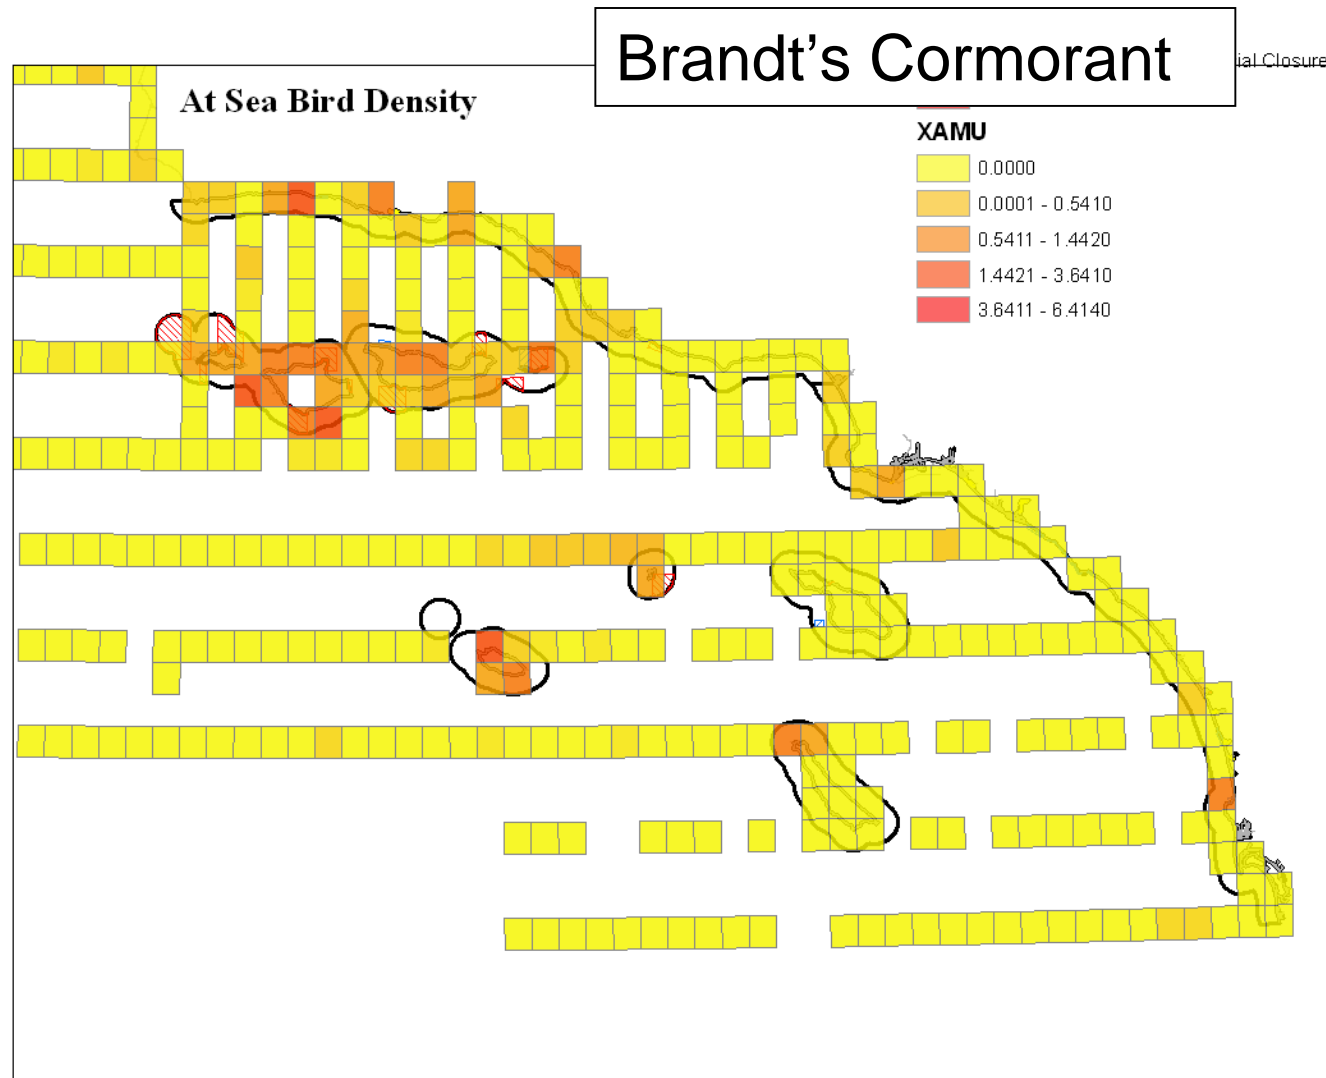 Brandt’s Cormorant
ial Closure
At Sea Bird Density
XAMU
0.0000
0.0001 - 0.5410
0.5411 - 1.4420
1.4421 - 3.6410
3.6411 - 6.4140